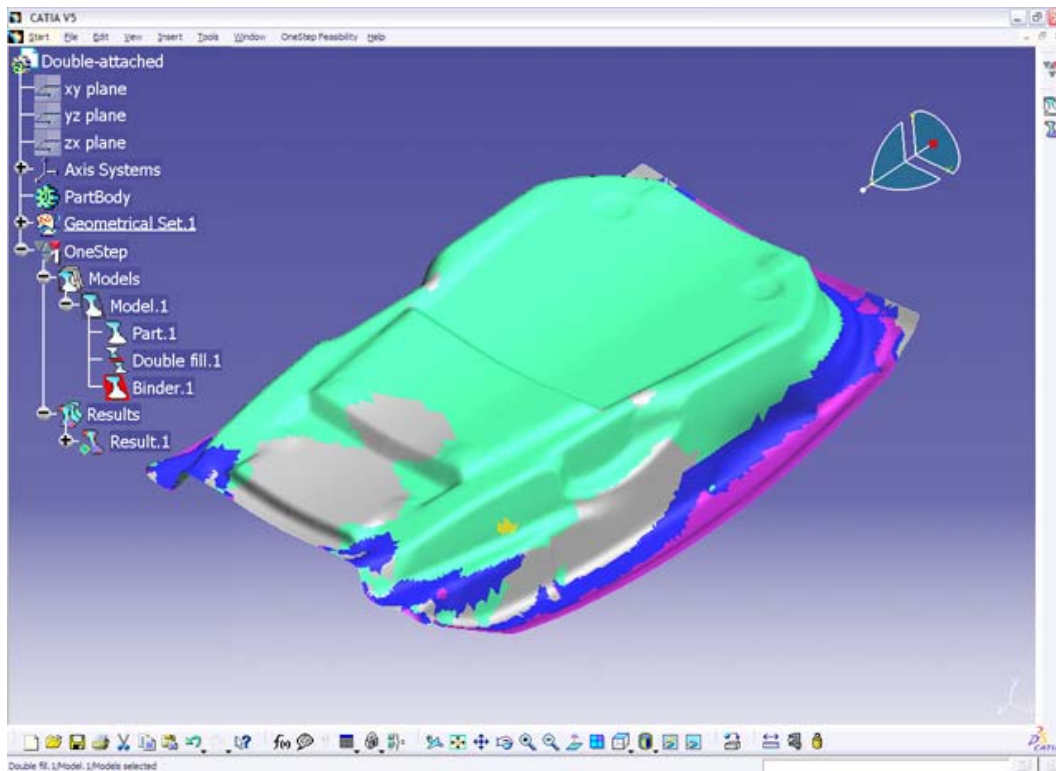 CATIA V5
Start File Edit View Insert Tools Window OneStep Feasibility Help
Double-attached
xy plane
yz plane
zx plane
Axis Systems
PartBody
Geometrical Set.1
OneStep
Models
Model.1
Part.1
Double fill.1
Binder.1
Results
Result.1
f(x)
CATIA
Double fill.1/Model.1/Models selected